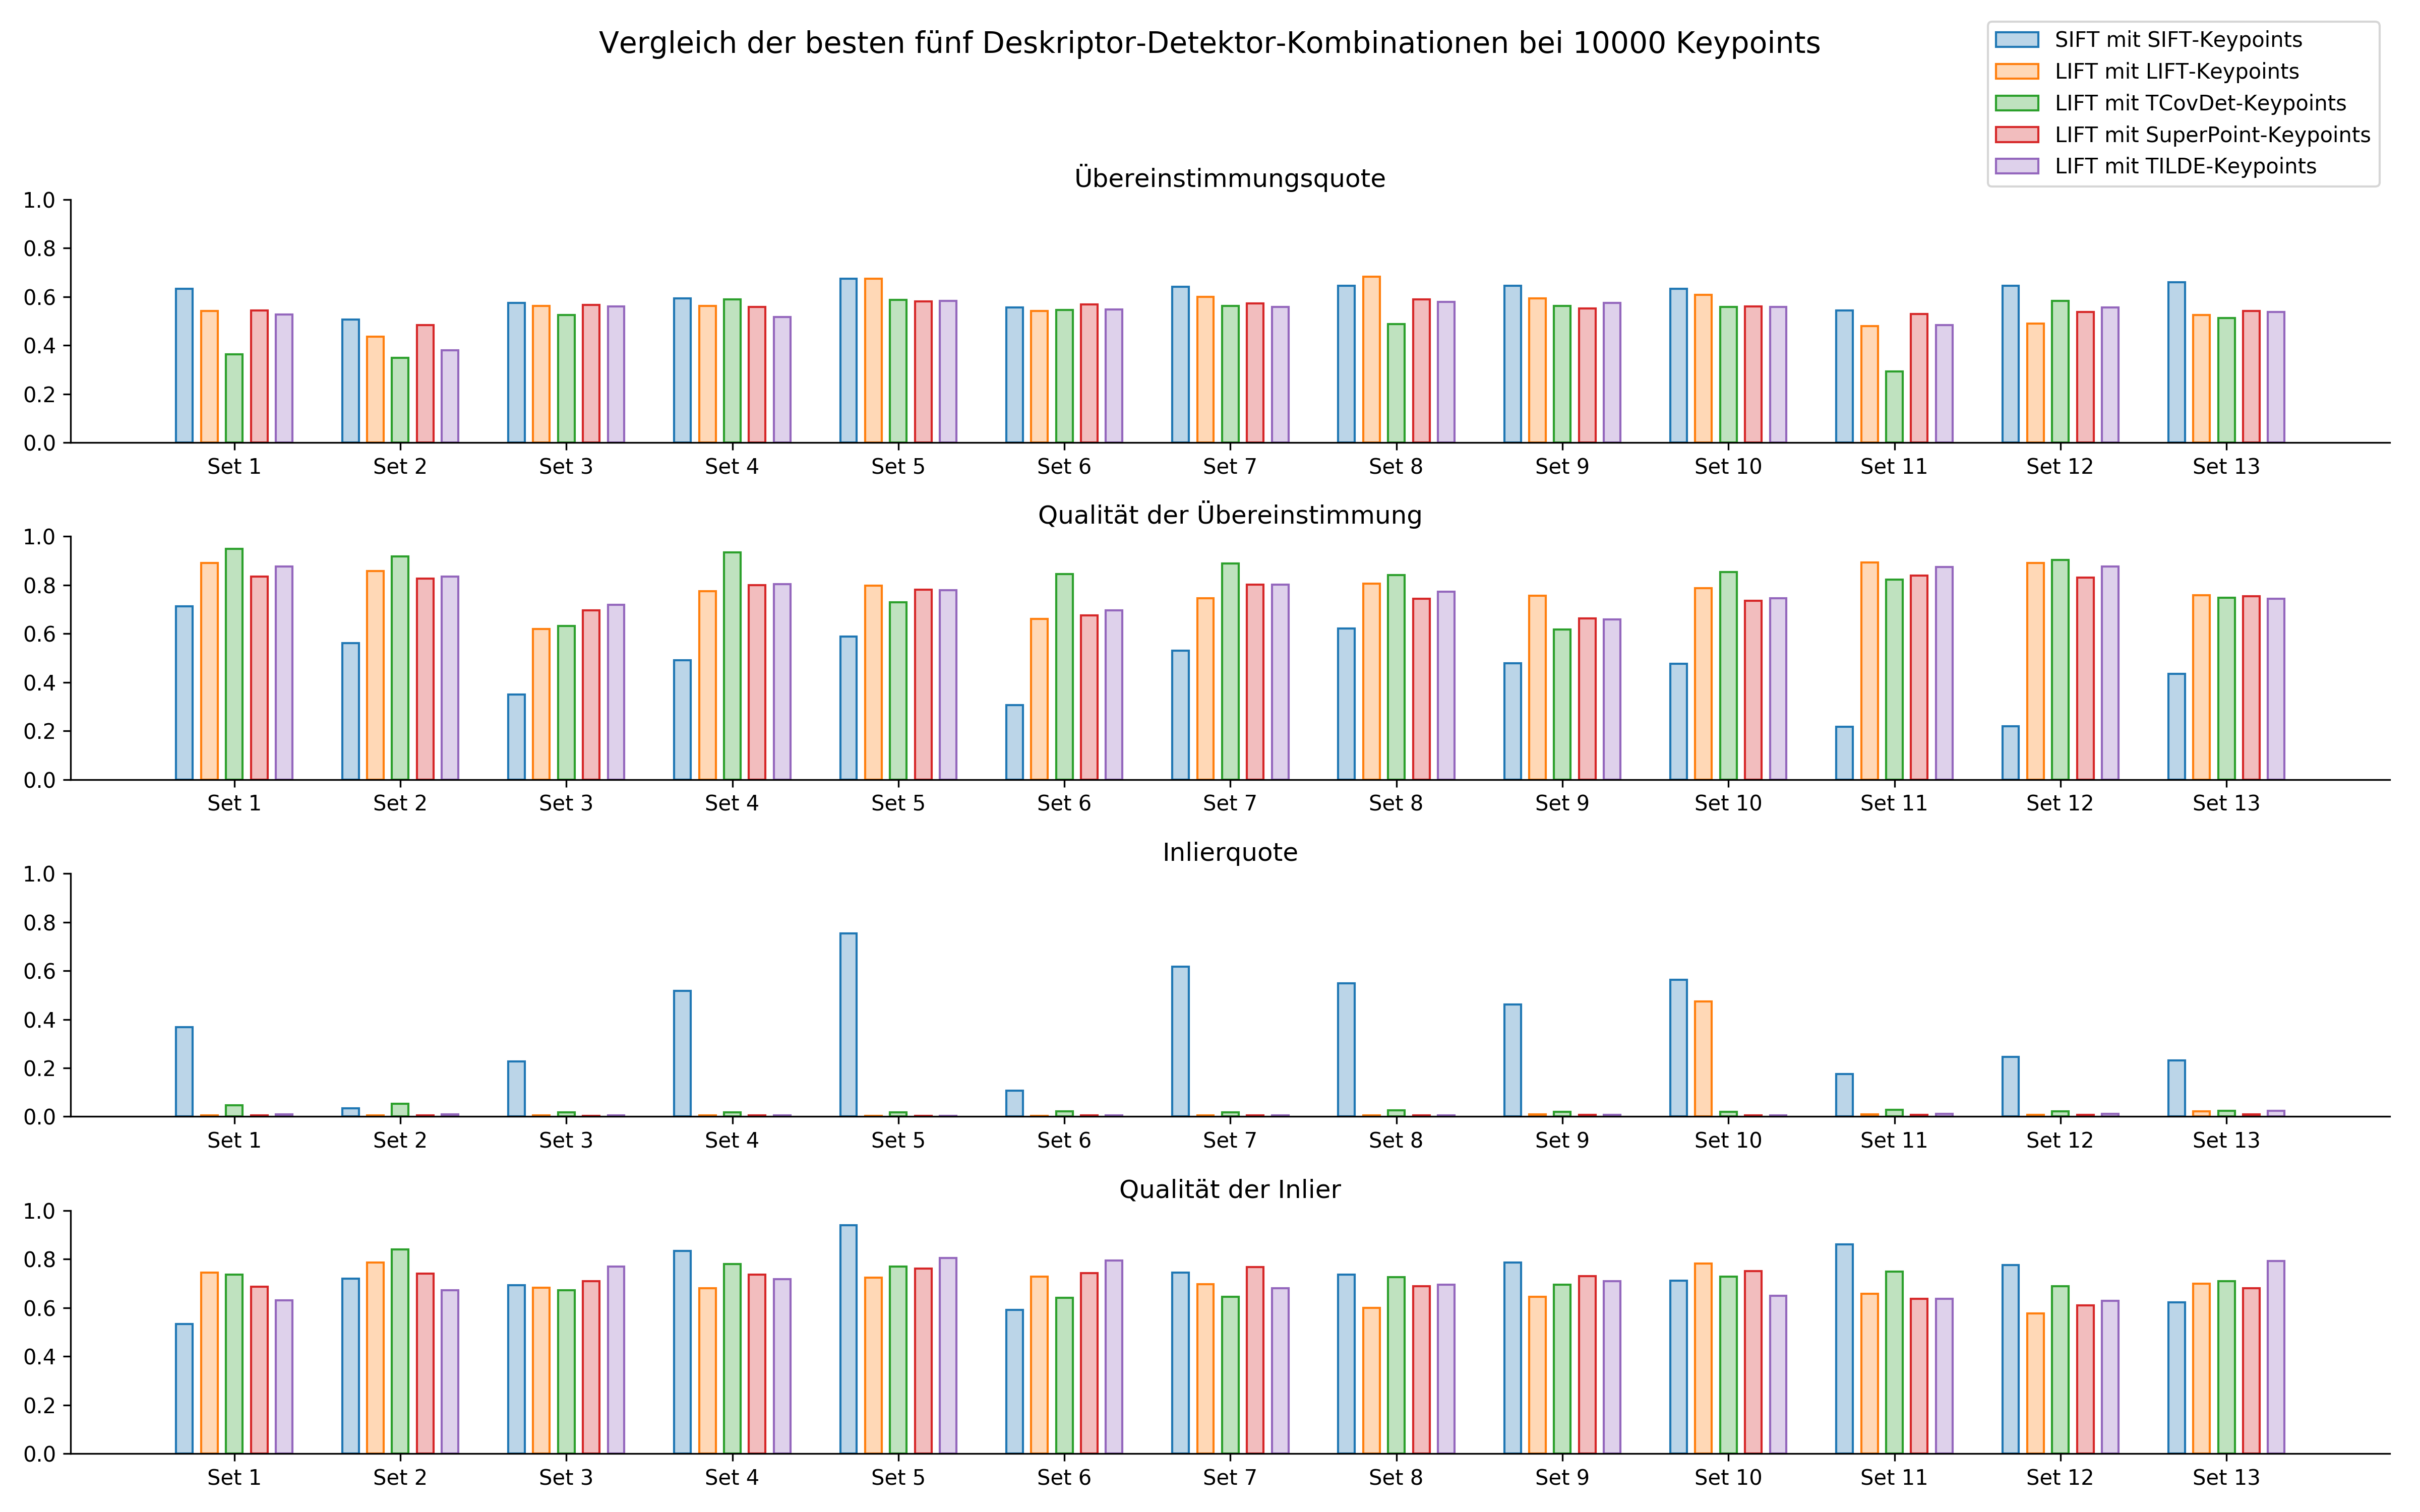 Vergleich der besten fünf Deskriptor-Detektor-Kombinationen bei 10000 Keypoints
SIFT mit SIFT-Keypoints
LIFT mit LIFT-Keypoints
LIFT mit TCovDet-Keypoints
LIFT mit SuperPoint-Keypoints
LIFT mit TILDE-Keypoints
Übereinstimmungsquote
1.0
0.8
0.6
0.4
0.2
0.0
Set 1 Set 2 Set 3 Set 4 Set 5 Set 6 Set 7 Set 8 Set 9 Set 10 Set 11 Set 12 Set 13
Qualität der Übereinstimmung
1.0
0.8
0.6
0.4
0.2
0.0
Set 1 Set 2 Set 3 Set 4 Set 5 Set 6 Set 7 Set 8 Set 9 Set 10 Set 11 Set 12 Set 13
Inlierquote
1.0
0.8
0.6
0.4
0.2
0.0
Set 1 Set 2 Set 3 Set 4 Set 5 Set 6 Set 7 Set 8 Set 9 Set 10 Set 11 Set 12 Set 13
Qualität der Inlier
1.0
0.8
0.6
0.4
0.2
0.0
Set 1 Set 2 Set 3 Set 4 Set 5 Set 6 Set 7 Set 8 Set 9 Set 10 Set 11 Set 12 Set 13